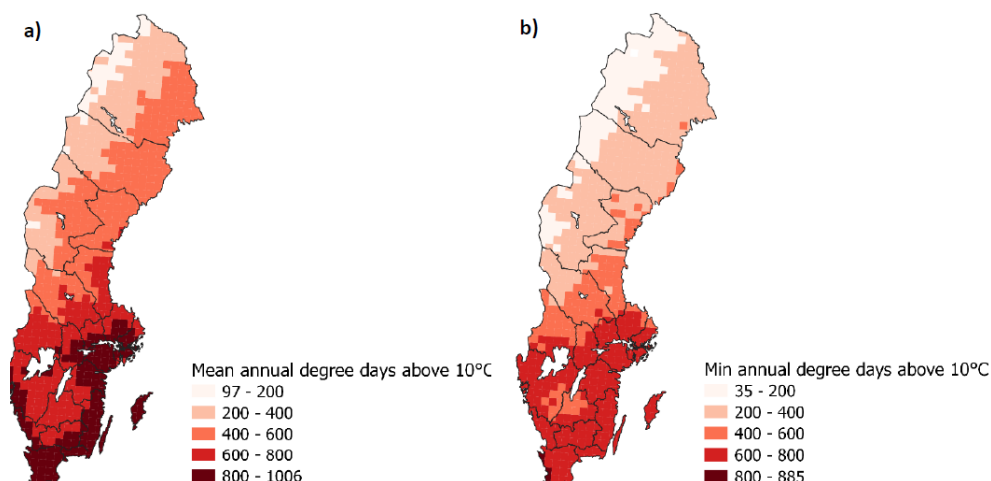 a)
b)
Mean annual degree days above 10°C
97 - 200
200 - 400
400 - 600
600 - 800
800 - 1006
Min annual degree days above 10°C
35 - 200
200 - 400
400 - 600
600 - 800
800 - 885